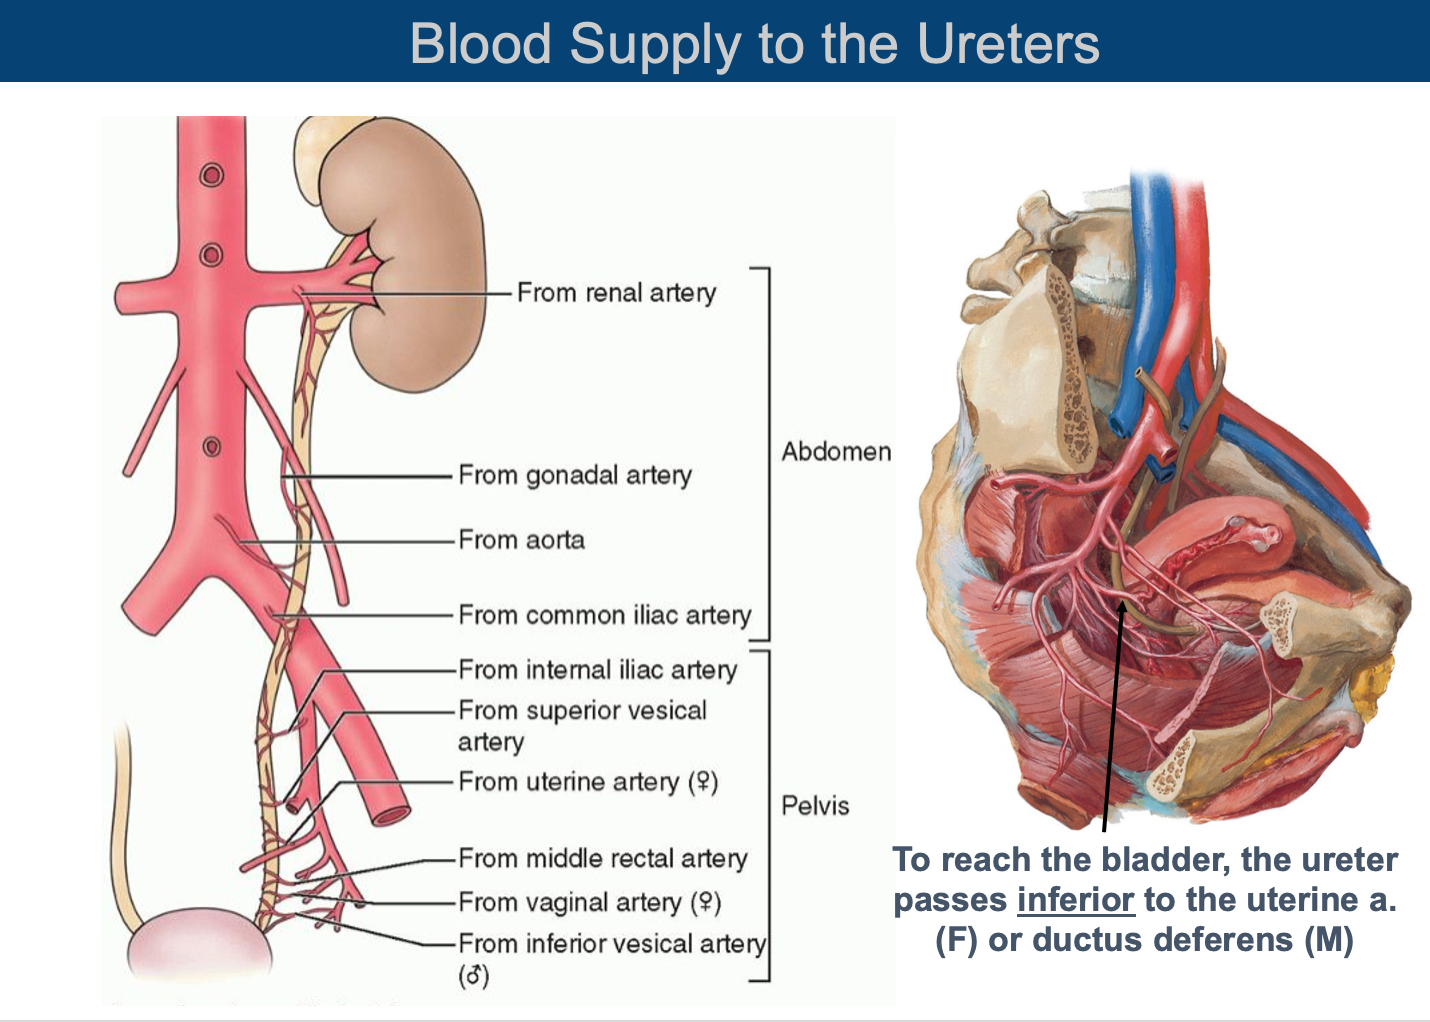 Blood Supply to the Ureters
From renal artery
From gonadal artery
From aorta
From common iliac artery
Abdomen
From internal iliac artery
From superior vesical
artery
From uterine artery (♀)
From middle rectal artery
From vaginal artery (♀)
From inferior vesical artery
(♂)
Pelvis
To reach the bladder, the ureter
passes inferior to the uterine a.
(F) or ductus deferens (M)